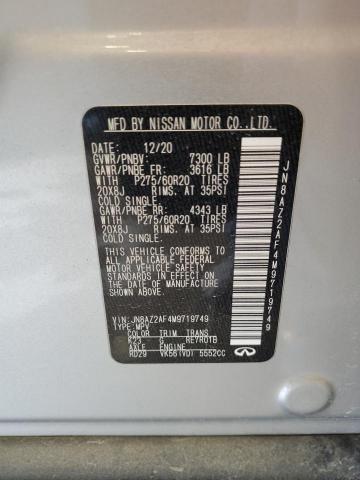 MFD BY NISSAN MOTOR CO.,LTD.
DATE: 12/20
GVWR/PNBV: 7300 LB
GAWR/PNBE FR: 3616 LB
WITH P275/60R20 TIRES
20X8J RIMS AT 35PSI
COLD SINGLE.
GAWR/PNBE RR: 4343 LB
WITH P275/60R20 TIRES
20X8J RIMS AT 35PSI
COLD SINGLE.
THIS VEHICLE CONFORMS
TO ALL APPLICABLE FEDERAL
MOTOR VEHICLE SAFETY
STANDARDS IN EFFECT ON
THE DATE OF MANUFACTURE
SHOWN ABOVE.
VIN: JN8AZ2AF4M9719749
TYPE: MPV
COLOR TRIM TRANS
K23 G RE7R01B
AXLE ENGINE
RD29 VK56(VD) 5552CC
INFINITI
JN8AZ2AF4M9719749